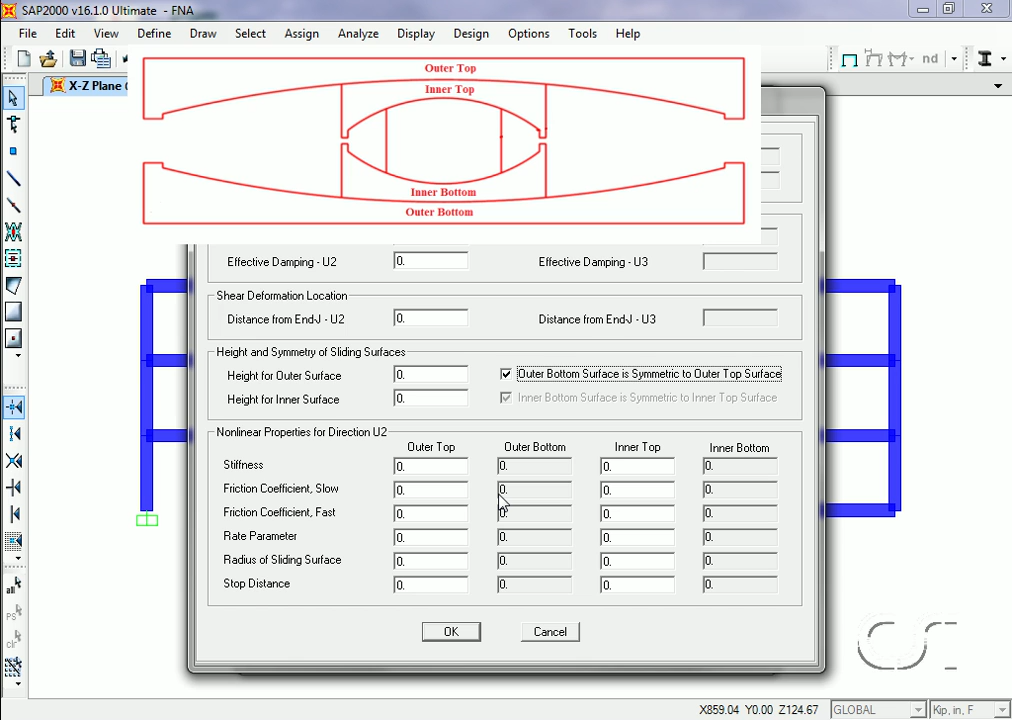 SAP2000 v16.1.0 Ultimate - FNA
File Edit View Define Draw Select Assign Analyze Display Design Options Tools Help
nd
X-Z Plane
Outer Top
Inner Top
Inner Bottom
Outer Bottom
Effective Damping - U2 0. Effective Damping - U3
Shear Deformation Location
Distance from End-J - U2 0. Distance from End-J - U3
Height and Symmetry of Sliding Surfaces
Height for Outer Surface 0. Outer Bottom Surface is Symmetric to Outer Top Surface
Height for Inner Surface 0. Inner Bottom Surface is Symmetric to Inner Top Surface
Nonlinear Properties for Direction U2
Outer Top Outer Bottom Inner Top Inner Bottom
Stiffness 0. 0. 0. 0.
Friction Coefficient, Slow 0. 0. 0. 0.
Friction Coefficient, Fast 0. 0. 0. 0.
Rate Parameter 0. 0. 0. 0.
Radius of Sliding Surface 0. 0. 0. 0.
Stop Distance 0. 0. 0. 0.
OK Cancel
all
PS
clr
CSI
X859.04 Y0.00 Z124.67 GLOBAL Kip, in, F